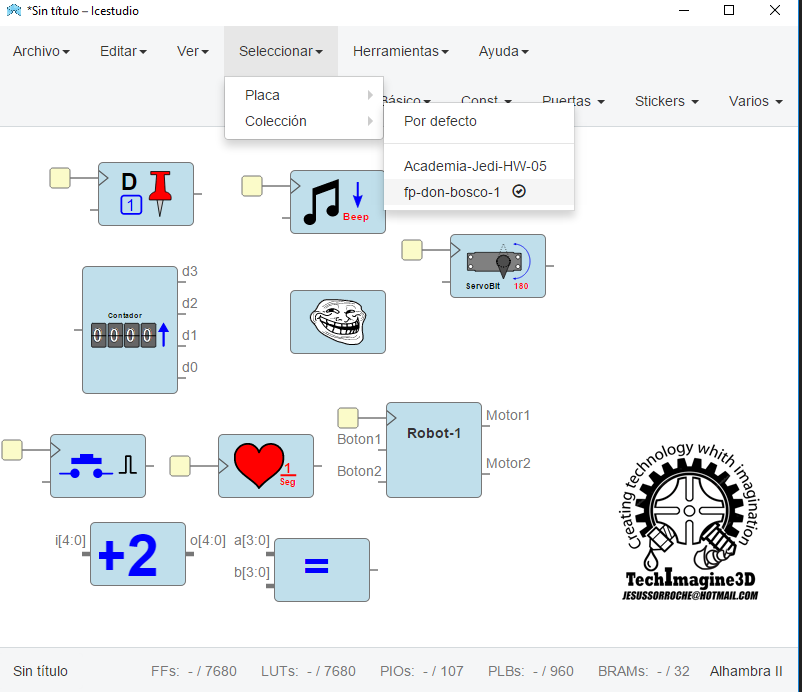 *Sin título – Icestudio
Archivo Editar Ver Seleccionar Herramientas Ayuda
Básico Const Puertas Stickers Varios
Placa
Colección
Por defecto
Academia-Jedi-HW-05
fp-don-bosco-1
D
1
Beep
ServoBit 180
Contador
0 0 0 0
d3
d2
d1
d0
1
Seg
Robot-1
Boton1
Boton2
Motor1
Motor2
i[4:0] +2 o[4:0]
a[3:0]
b[3:0]
=
Creating technology whith imagination
TechImagine3D
JESUSSORROCHE@HOTMAIL.COM
Sin título FFs: - / 7680 LUTs: - / 7680 PIOs: - / 107 PLBs: - / 960 BRAMs: - / 32 Alhambra II